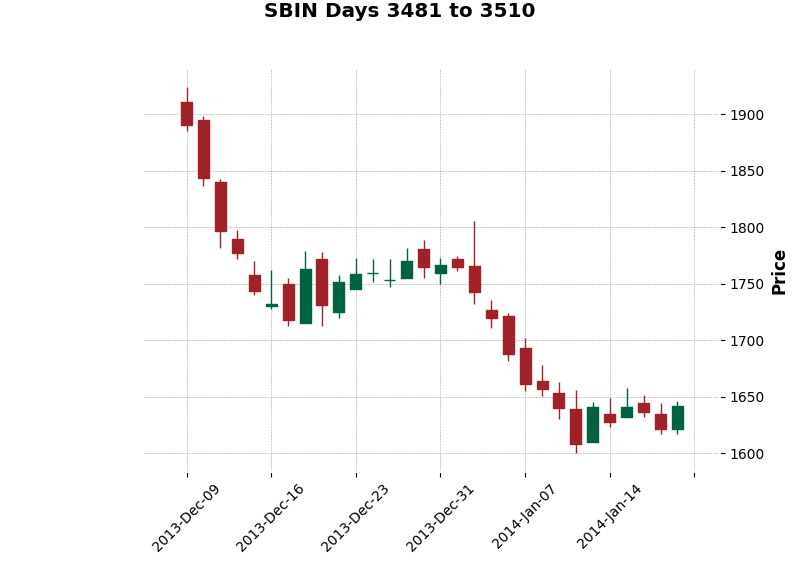 SBIN Days 3481 to 3510
1900
1850
1800
1750
1700
1650
1600
Price
2013-Dec-09
2013-Dec-16
2013-Dec-23
2013-Dec-31
2014-Jan-07
2014-Jan-14